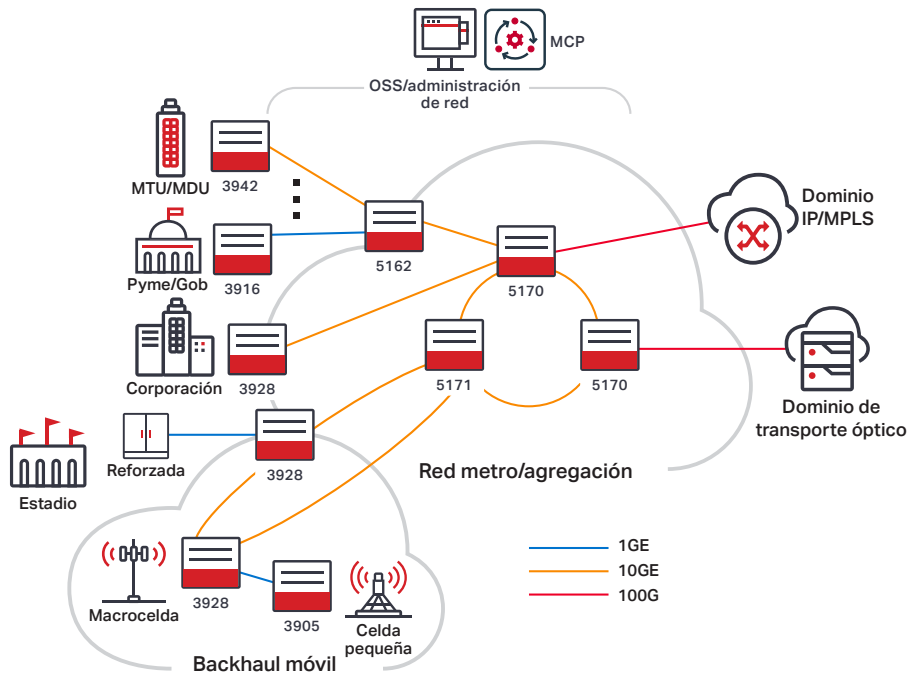 MCP
OSS/administración
de red
MTU/MDU
3942
Pyme/Gob
3916
5162
5170
Dominio
IP/MPLS
Corporación
3928
5171
5170
Dominio de
transporte óptico
Estadio
Reforzada
3928
Red metro/agregación
Macrocelda
3928
3905
Celda
pequeña
Backhaul móvil
1GE
10GE
100G